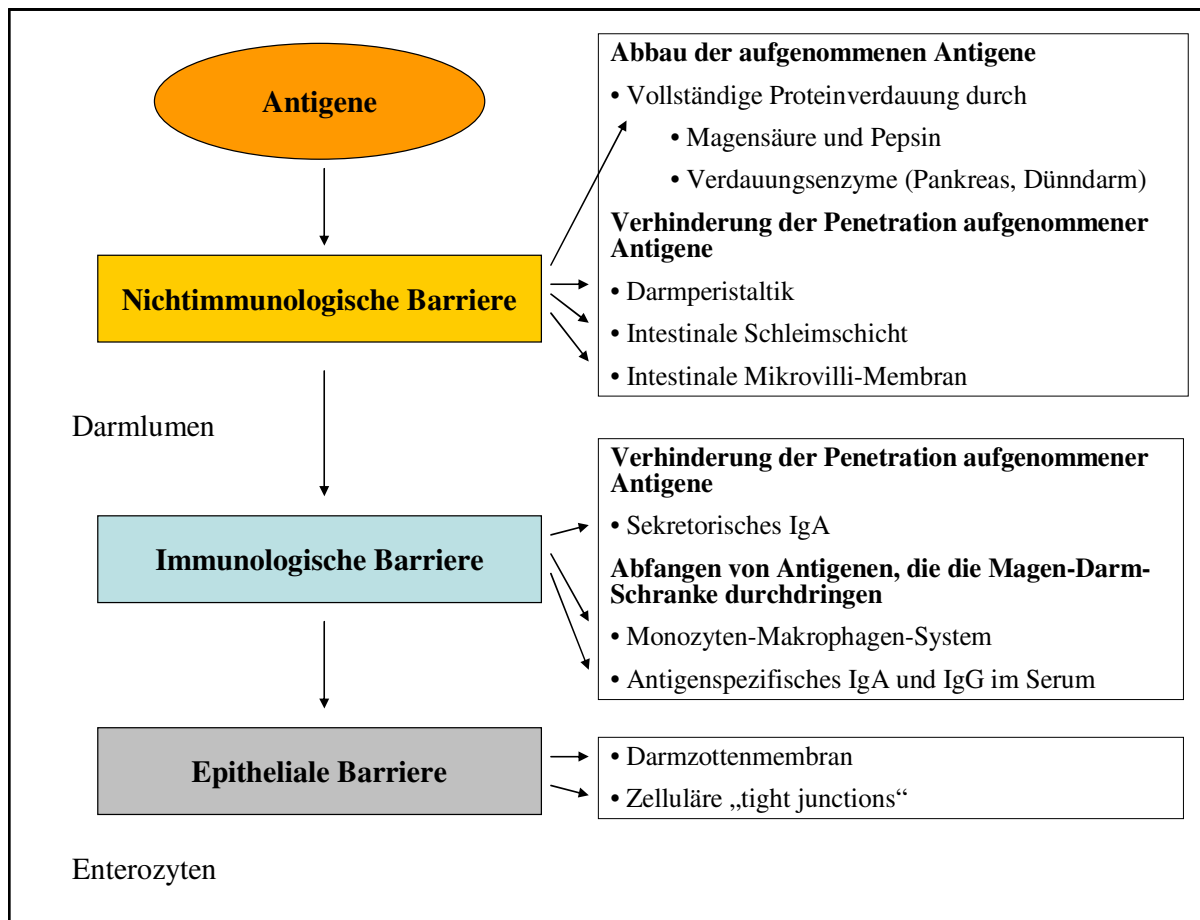 Antigene
Abbau der aufgenommenen Antigene
• Vollständige Proteinverdauung durch
• Magensäure und Pepsin
• Verdauungsenzyme (Pankreas, Dünndarm)
Verhinderung der Penetration aufgenommener
Antigene
• Darmperistaltik
• Intestinale Schleimschicht
• Intestinale Mikrovilli-Membran
Nichtimmunologische Barriere
Darmlumen
Verhinderung der Penetration aufgenommener
Antigene
• Sekretorisches IgA
Abfangen von Antigenen, die die Magen-Darm-
Schranke durchdringen
• Monozyten-Makrophagen-System
• Antigenspezifisches IgA und IgG im Serum
Immunologische Barriere
Epitheliale Barriere
• Darmzottenmembran
• Zelluläre „tight junctions“
Enterozyten